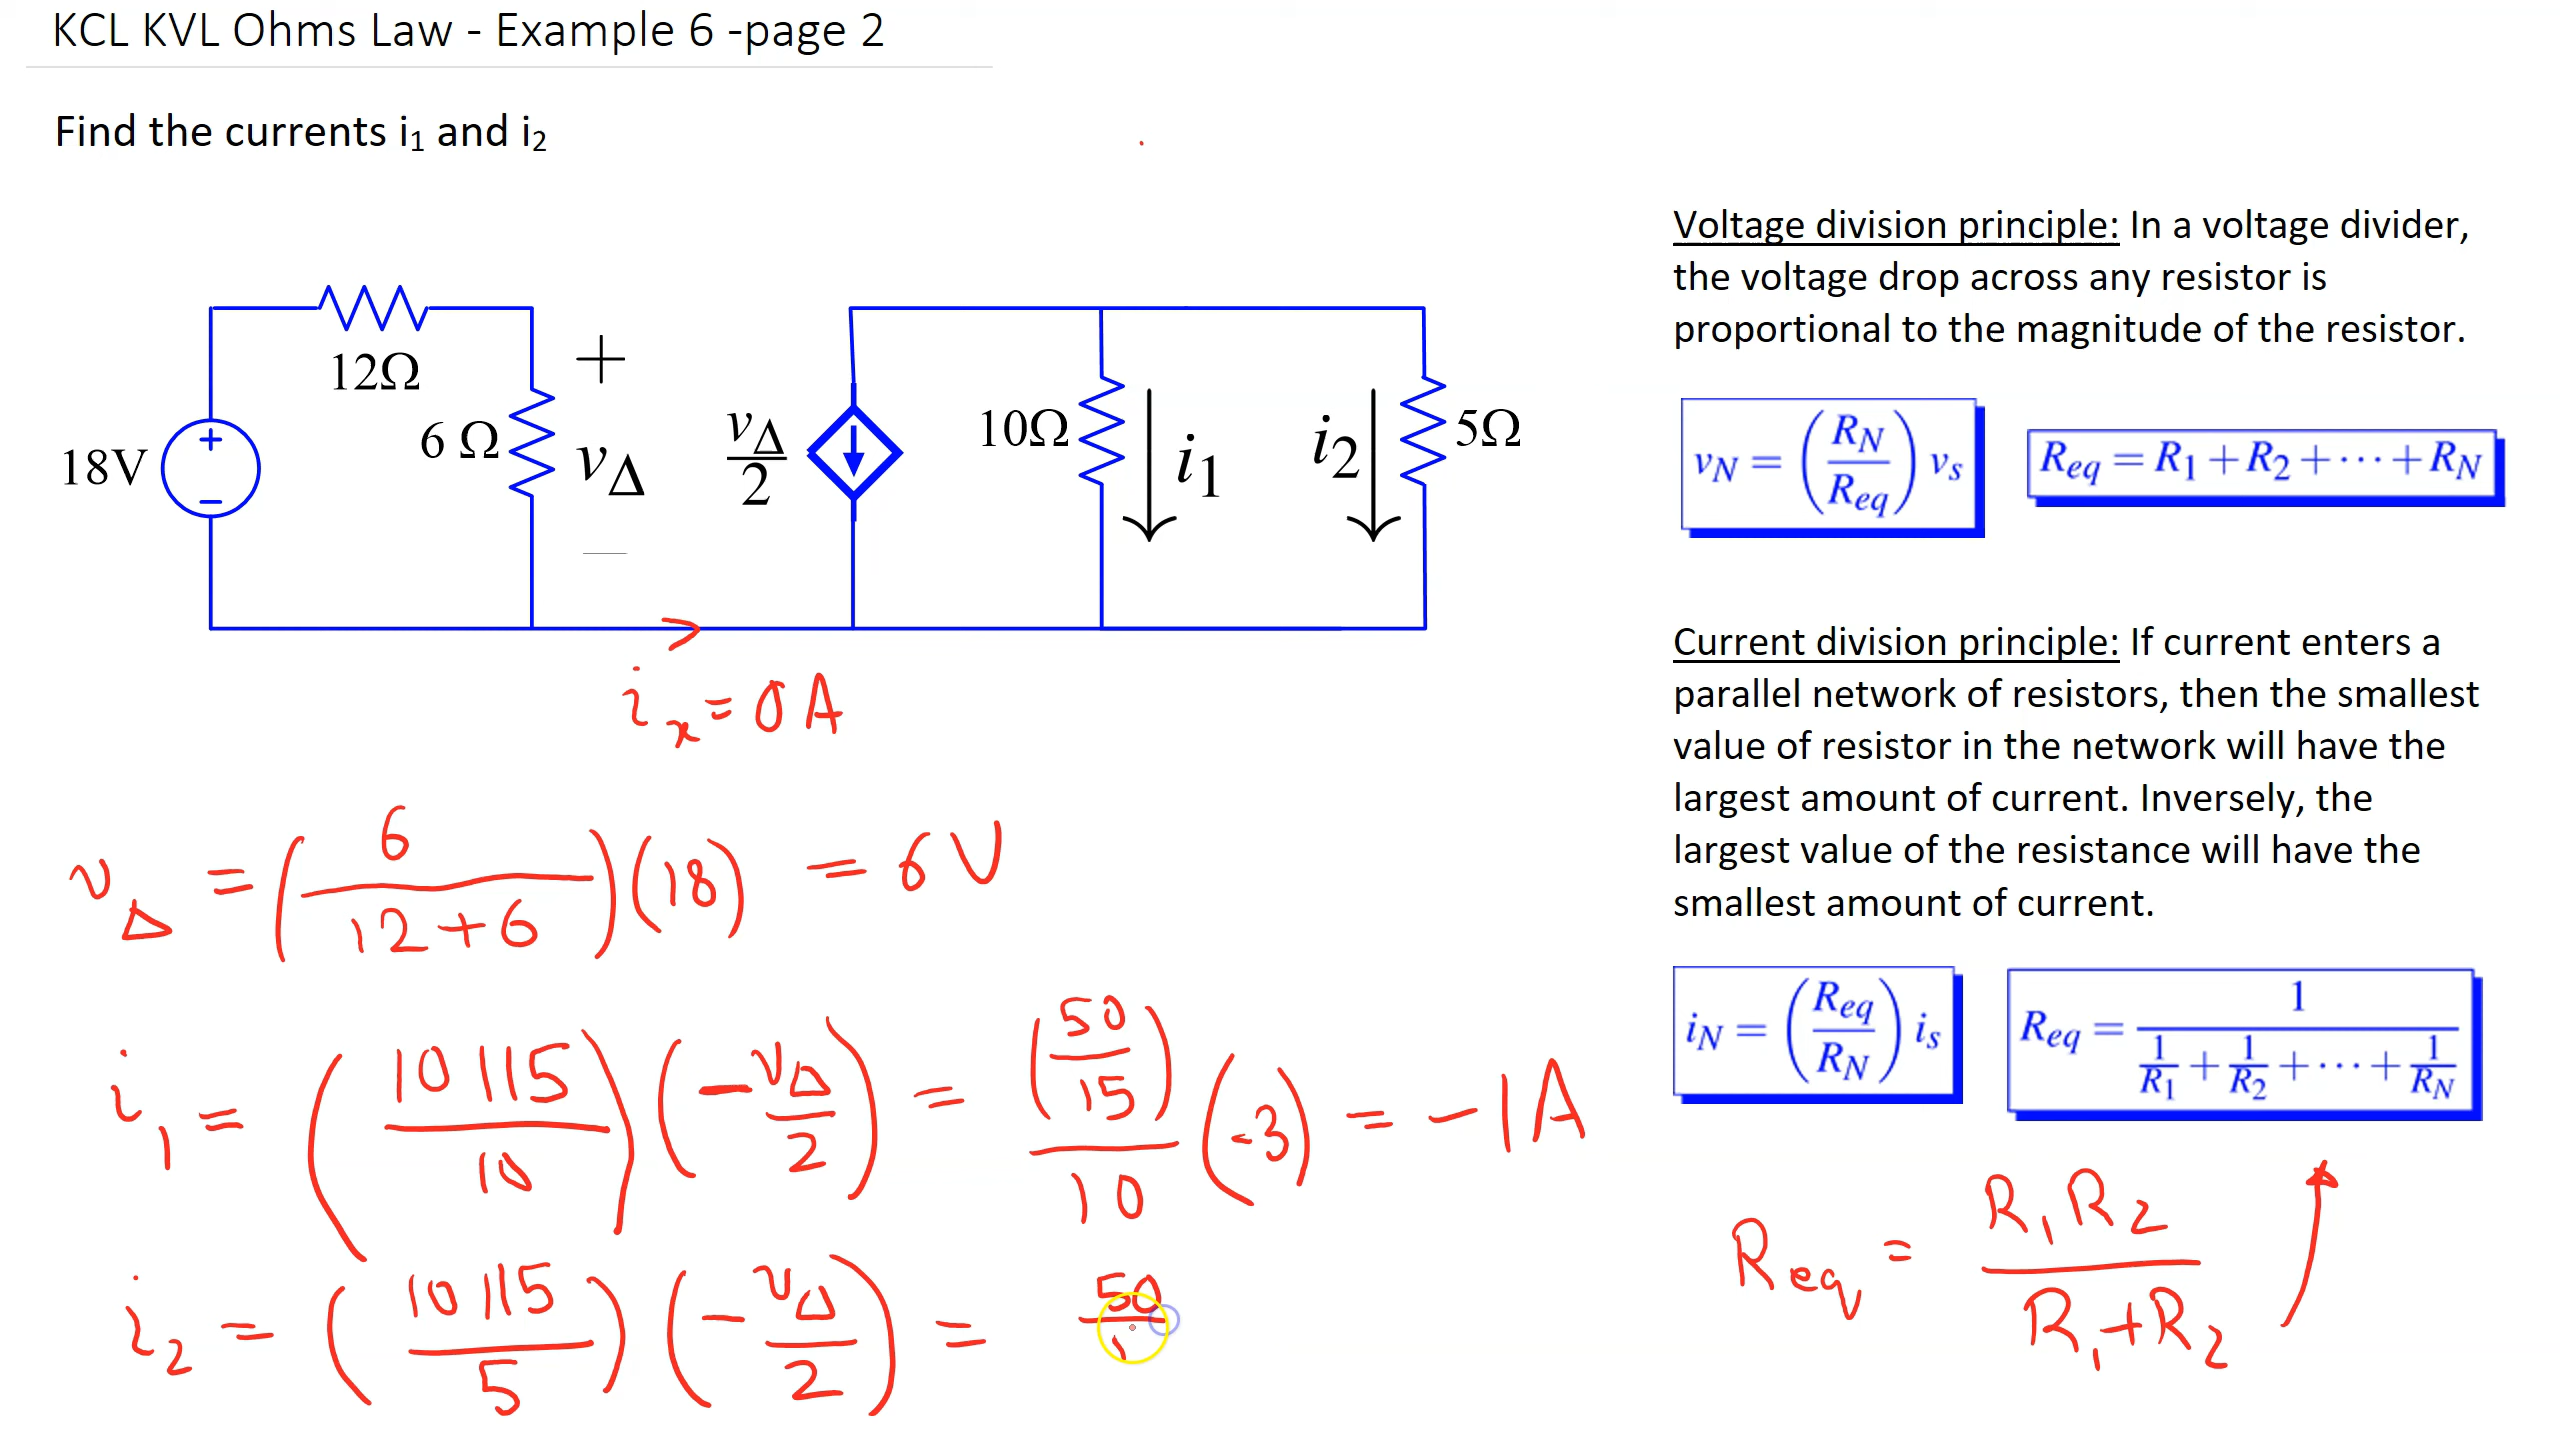 KCL KVL Ohms Law - Example 6 -page 2
Find the currents i₁ and i₂
18V
12Ω
6 Ω
+
v_Δ
−
v_Δ/2
10Ω
i₁
i₂
5Ω
i_x = 0A
v_Δ = (6/(12+6))(18) = 6V
i₁ = ((10||5)/10)(−v_Δ/2) = ((50/15)/10)(-3) = −1A
i₂ = ((10||5)/5)(−v_Δ/2) = 50/1
Voltage division principle: In a voltage divider,
the voltage drop across any resistor is
proportional to the magnitude of the resistor.
v_N = (R_N/R_eq) v_s
R_eq = R₁ + R₂ + ··· + R_N
Current division principle: If current enters a
parallel network of resistors, then the smallest
value of resistor in the network will have the
largest amount of current. Inversely, the
largest value of the resistance will have the
smallest amount of current.
i_N = (R_eq/R_N) i_s
R_eq = 1/(1/R₁ + 1/R₂ + ··· + 1/R_N)
R_eq = R₁R₂/(R₁+R₂)